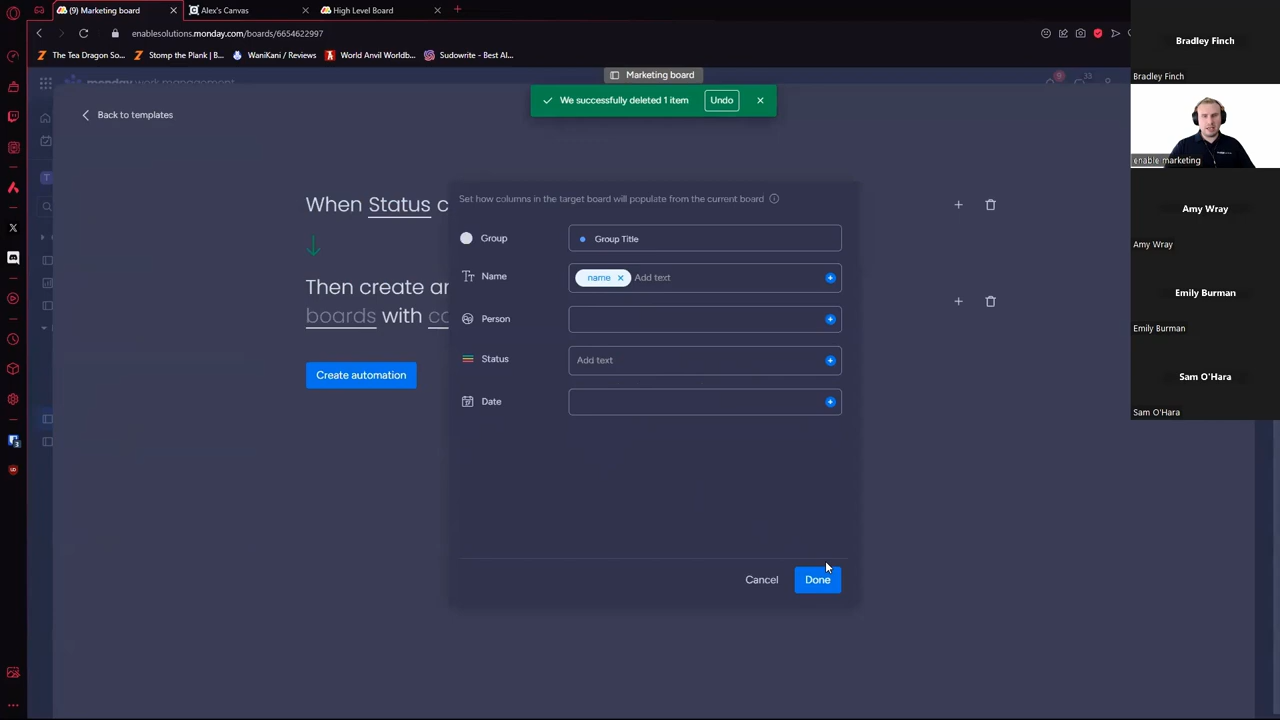 (9) Marketing board
Alex's Canvas
High Level Board
enablesolutions.monday.com/boards/6654622997
The Tea Dragon So...
Stomp the Plank | B...
WaniKani / Reviews
World Anvil Worldb...
Sudowrite - Best AI...
Marketing board
monday work management
9
33
We successfully deleted 1 item
Undo
Back to templates
When Status c
Then create an
boards with co
Create automation
Set how columns in the target board will populate from the current board
Group
Group Title
Name
name
Add text
Person
Status
Add text
Date
Cancel
Done
Bradley Finch
Bradley Finch
enable marketing
Amy Wray
Amy Wray
Emily Burman
Emily Burman
Sam O'Hara
Sam O'Hara